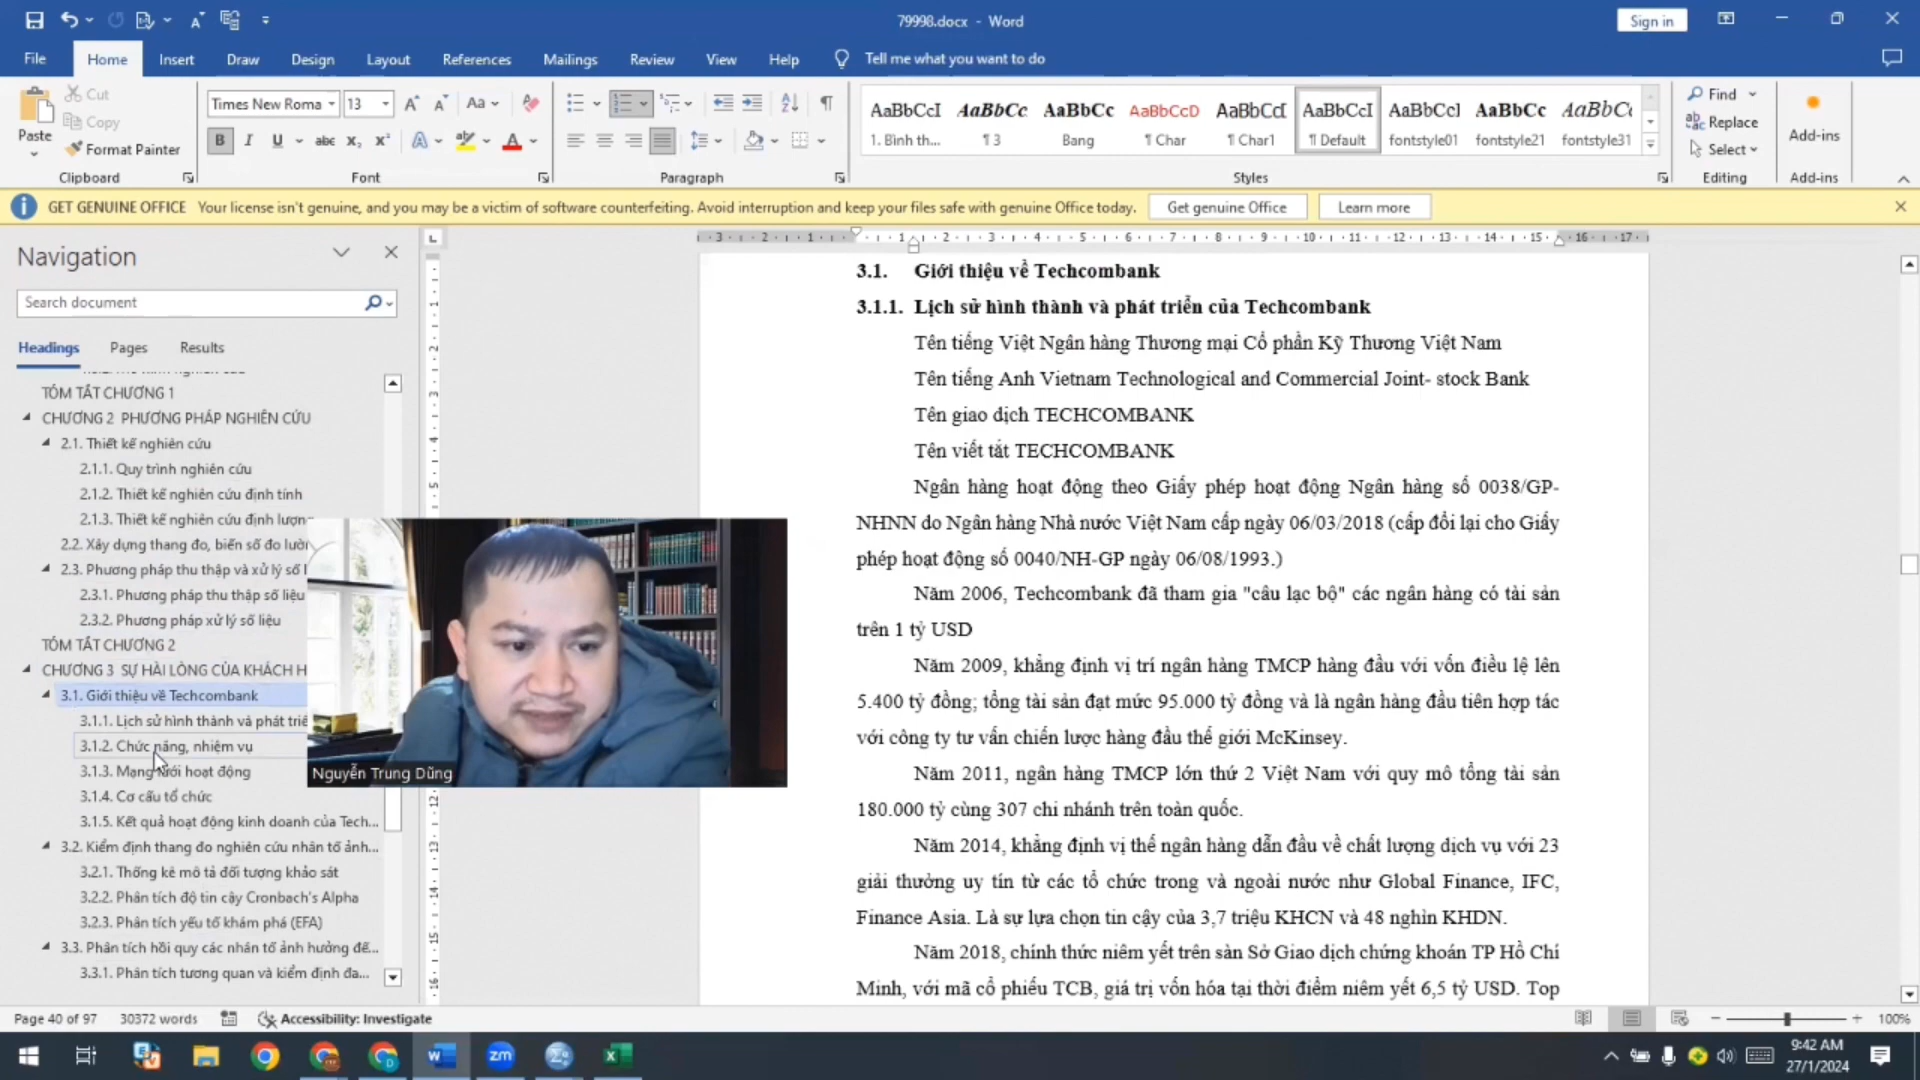 79998.docx - Word
Sign in
File Home Insert Draw Design Layout References Mailings Review View Help Tell me what you want to do
Paste
Cut
Copy
Format Painter
Clipboard
Times New Roma 13
Font
Paragraph
AaBbCcI AaBbCc AaBbCc AaBbCcD AaBbCcI AaBbCcI AaBbCcI AaBbCc AaBbCc
1. Bình th... ¶ 3 Bang ¶ Char ¶ Char1 ¶ Default fontstyle01 fontstyle21 fontstyle31
Styles
Find
Replace
Select
Editing
Add-ins
Add-ins
GET GENUINE OFFICE Your license isn't genuine, and you may be a victim of software counterfeiting. Avoid interruption and keep your files safe with genuine Office today. Get genuine Office Learn more
Navigation
Search document
Headings Pages Results
TÓM TẮT CHƯƠNG 1
CHƯƠNG 2 PHƯƠNG PHÁP NGHIÊN CỨU
2.1. Thiết kế nghiên cứu
2.1.1. Quy trình nghiên cứu
2.1.2. Thiết kế nghiên cứu định tính
2.1.3. Thiết kế nghiên cứu định lượn
2.2. Xây dựng thang đo, biến số đo lườ
2.3. Phương pháp thu thập và xử lý số l
2.3.1. Phương pháp thu thập số liệu
2.3.2. Phương pháp xử lý số liệu
TÓM TẮT CHƯƠNG 2
CHƯƠNG 3 SỰ HÀI LÒNG CỦA KHÁCH H
3.1. Giới thiệu về Techcombank
3.1.1. Lịch sử hình thành và phát triể
3.1.2. Chức năng, nhiệm vụ
3.1.3. Mạng lưới hoạt động
3.1.4. Cơ cấu tổ chức
3.1.5. Kết quả hoạt động kinh doanh của Tech...
3.2. Kiểm định thang đo nghiên cứu nhân tố ảnh...
3.2.1. Thống kê mô tả đối tượng khảo sát
3.2.2. Phân tích độ tin cậy Cronbach's Alpha
3.2.3. Phân tích yếu tố khám phá (EFA)
3.3. Phân tích hồi quy các nhân tố ảnh hưởng đế...
3.3.1. Phân tích tương quan và kiểm định đa...
Nguyễn Trung Dũng
3.1. Giới thiệu về Techcombank
3.1.1. Lịch sử hình thành và phát triển của Techcombank
Tên tiếng Việt Ngân hàng Thương mại Cổ phần Kỹ Thương Việt Nam
Tên tiếng Anh Vietnam Technological and Commercial Joint- stock Bank
Tên giao dịch TECHCOMBANK
Tên viết tắt TECHCOMBANK
Ngân hàng hoạt động theo Giấy phép hoạt động Ngân hàng số 0038/GP-
NHNN do Ngân hàng Nhà nước Việt Nam cấp ngày 06/03/2018 (cấp đổi lại cho Giấy
phép hoạt động số 0040/NH-GP ngày 06/08/1993.)
Năm 2006, Techcombank đã tham gia "câu lạc bộ" các ngân hàng có tài sản
trên 1 tỷ USD
Năm 2009, khẳng định vị trí ngân hàng TMCP hàng đầu với vốn điều lệ lên
5.400 tỷ đồng; tổng tài sản đạt mức 95.000 tỷ đồng và là ngân hàng đầu tiên hợp tác
với công ty tư vấn chiến lược hàng đầu thế giới McKinsey.
Năm 2011, ngân hàng TMCP lớn thứ 2 Việt Nam với quy mô tổng tài sản
180.000 tỷ cùng 307 chi nhánh trên toàn quốc.
Năm 2014, khẳng định vị thế ngân hàng dẫn đầu về chất lượng dịch vụ với 23
giải thưởng uy tín từ các tổ chức trong và ngoài nước như Global Finance, IFC,
Finance Asia. Là sự lựa chọn tin cậy của 3,7 triệu KHCN và 48 nghìn KHDN.
Năm 2018, chính thức niêm yết trên sàn Sở Giao dịch chứng khoán TP Hồ Chí
Minh, với mã cổ phiếu TCB, giá trị vốn hóa tại thời điểm niêm yết 6,5 tỷ USD. Top
Page 40 of 97 30372 words Accessibility: Investigate
100%
9:42 AM
27/1/2024